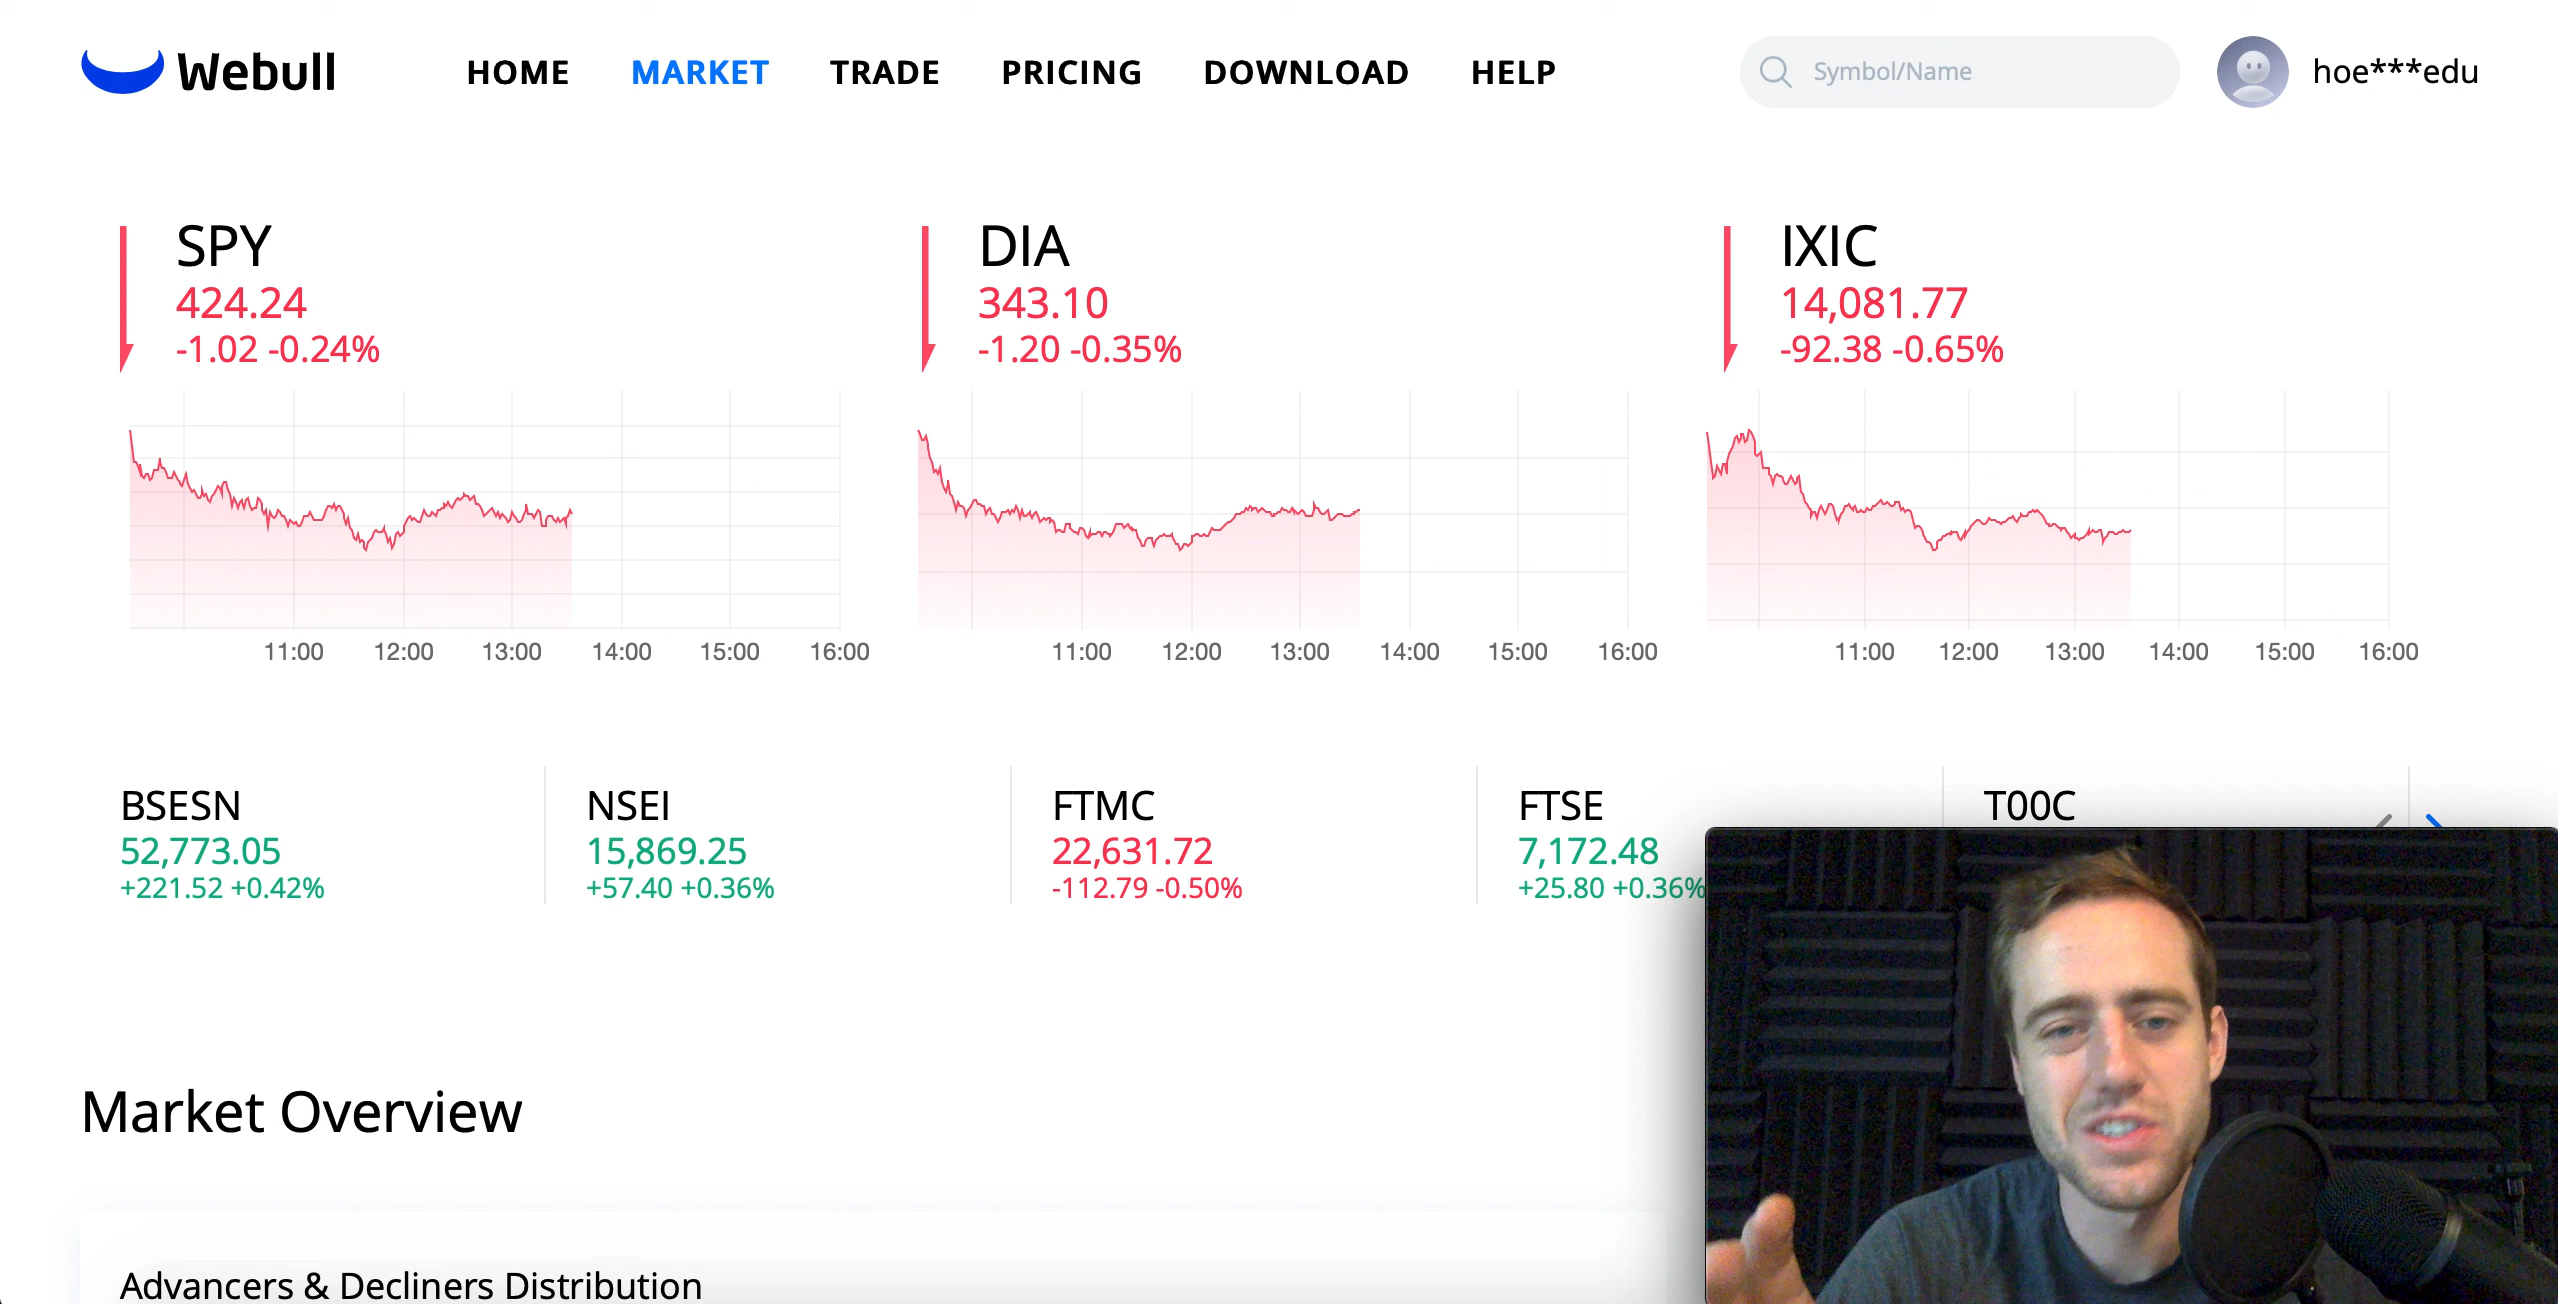 Webull HOME MARKET TRADE PRICING DOWNLOAD HELP Symbol/Name hoe***edu
SPY
424.24
-1.02 -0.24%
11:00 12:00 13:00 14:00 15:00 16:00
DIA
343.10
-1.20 -0.35%
11:00 12:00 13:00 14:00 15:00 16:00
IXIC
14,081.77
-92.38 -0.65%
11:00 12:00 13:00 14:00 15:00 16:00
BSESN
52,773.05
+221.52 +0.42%
NSEI
15,869.25
+57.40 +0.36%
FTMC
22,631.72
-112.79 -0.50%
FTSE
7,172.48
+25.80 +0.36%
T00C
Market Overview
Advancers & Decliners Distribution